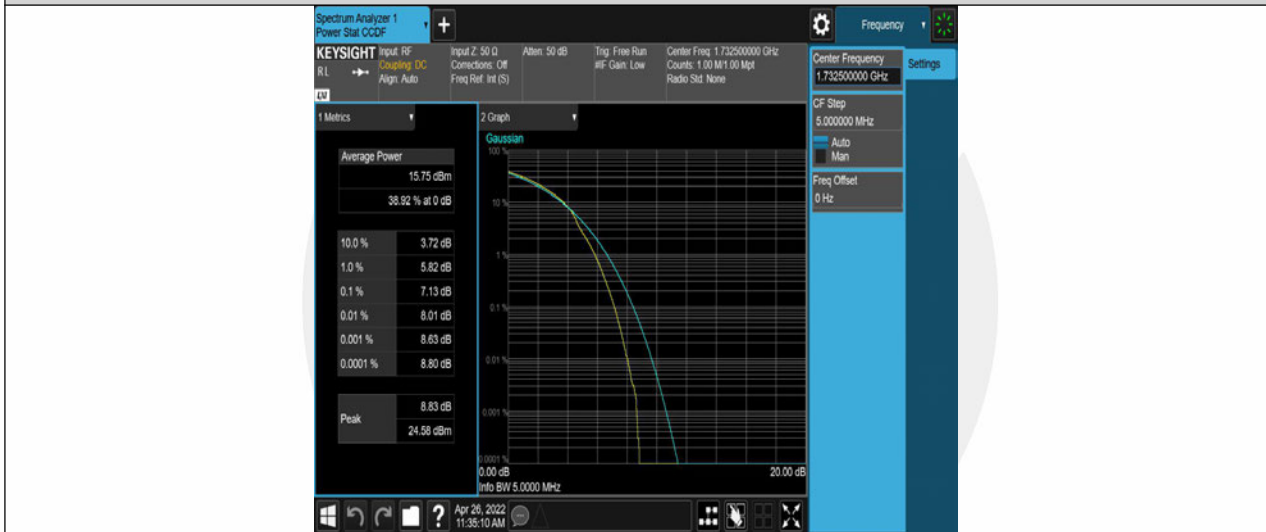 Spectrum Analyzer 1
Power Stat CCDF
Frequency
KEYSIGHT
Input: RF
Coupling: DC
Align: Auto
Input Z: 50 Ω
Corrections: Off
Freq Ref: Int (S)
Atten: 50 dB
Trig: Free Run
#IF Gain: Low
Center Freq: 1.732500000 GHz
Counts: 1.00 M/1.00 Mpt
Radio Std: None
R L
Center Frequency
1.732500000 GHz
Settings
CF Step
5.000000 MHz
Auto
Man
Freq Offset
0 Hz
1 Metrics
Average Power
15.75 dBm
38.92 % at 0 dB
10.0 % 3.72 dB
1.0 % 5.82 dB
0.1 % 7.13 dB
0.01 % 8.01 dB
0.001 % 8.63 dB
0.0001 % 8.80 dB
Peak
8.83 dB
24.58 dBm
2 Graph
Gaussian
100 %
10 %
1 %
0.1 %
0.01 %
0.001 %
0.0001 %
0.00 dB
20.00 dB
Info BW 5.0000 MHz
?
Apr 26, 2022
11:35:10 AM